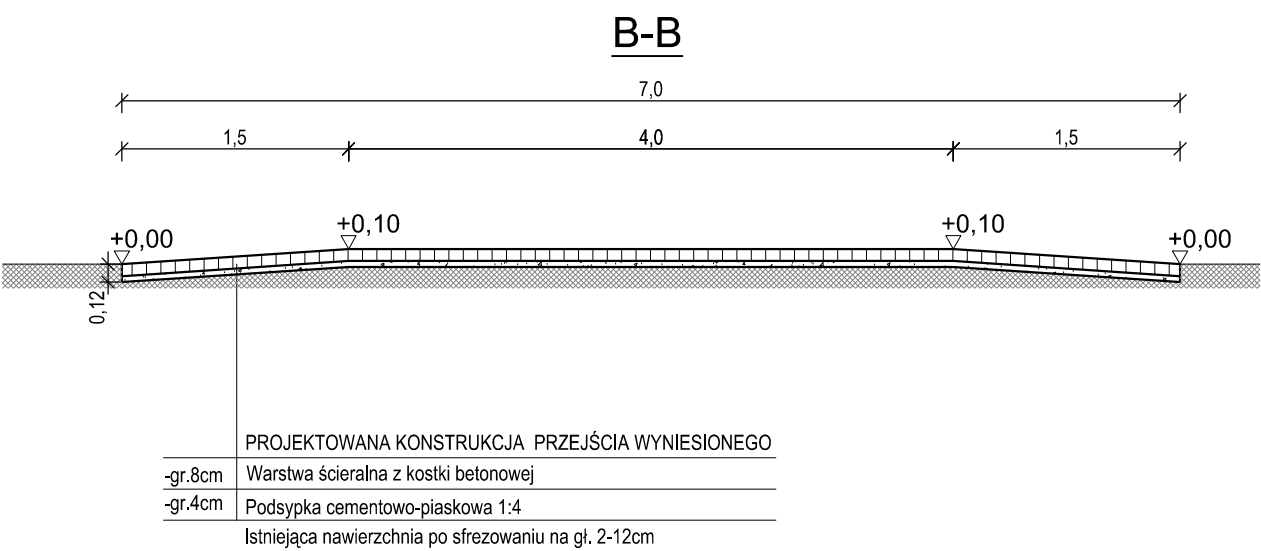 B-B
7,0
1,5
4,0
1,5
+0,00
+0,10
+0,10
+0,00
0,12
PROJEKTOWANA KONSTRUKCJA PRZEJŚCIA WYNIESIONEGO
-gr.8cm Warstwa ścieralna z kostki betonowej
-gr.4cm Podsypka cementowo-piaskowa 1:4
Istniejąca nawierzchnia po sfrezowaniu na gł. 2-12cm